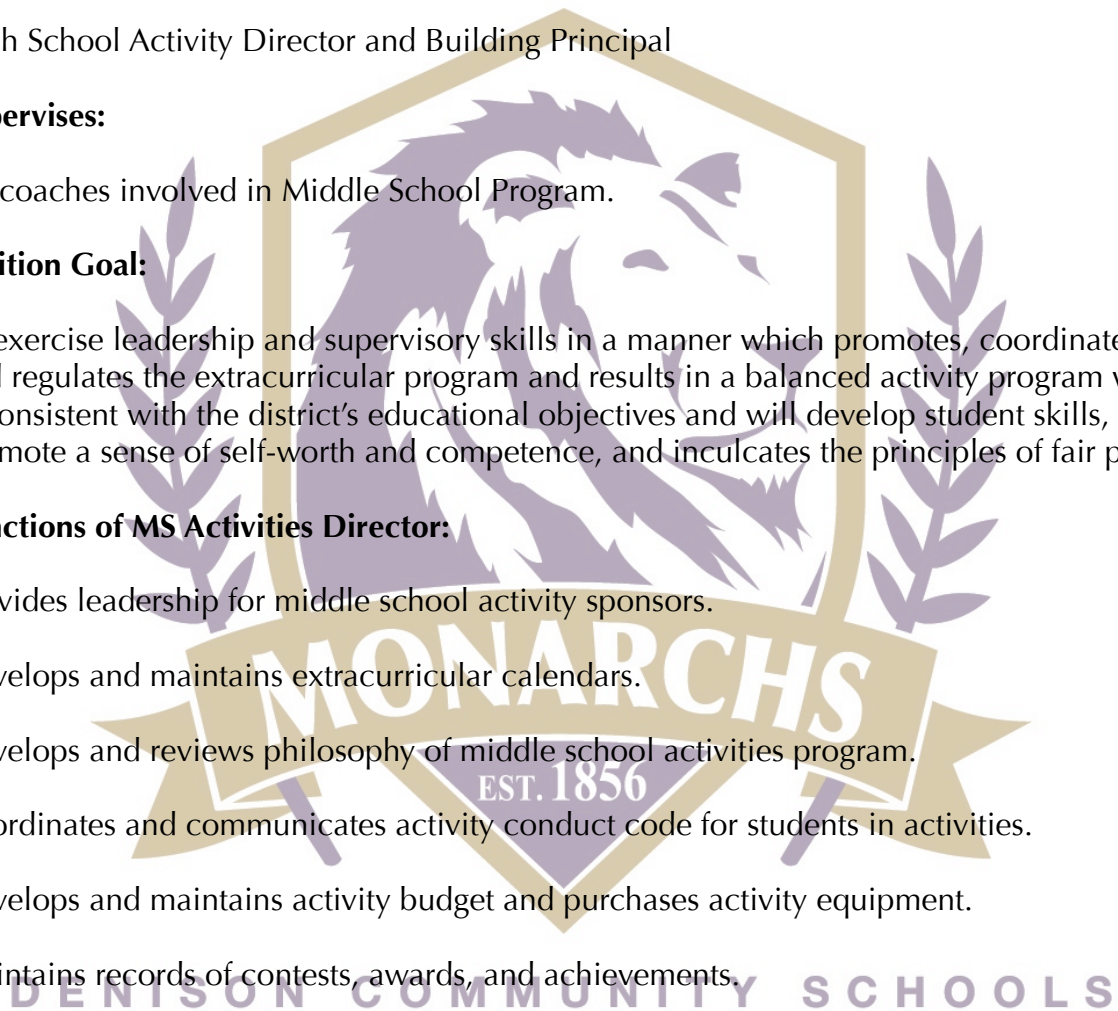 h School Activity Director and Building Principal
pervises:
coaches involved in Middle School Program.
ition Goal:
exercise leadership and supervisory skills in a manner which promotes, coordinate
d regulates the extracurricular program and results in a balanced activity program w
onsistent with the district's educational objectives and will develop student skills,
mote a sense of self-worth and competence, and inculcates the principles of fair p
nctions of MS Activities Director:
vides leadership for middle school activity sponsors.
MONARCHS
velops and maintains extracurricular calendars.
velops and reviews philosophy of middle school activities program.
EST. 1856
ordinates and communicates activity conduct code for students in activities.
velops and maintains activity budget and purchases activity equipment.
intains records of contests, awards, and achievements.
DENISON COMMUNITY SCHOOLS